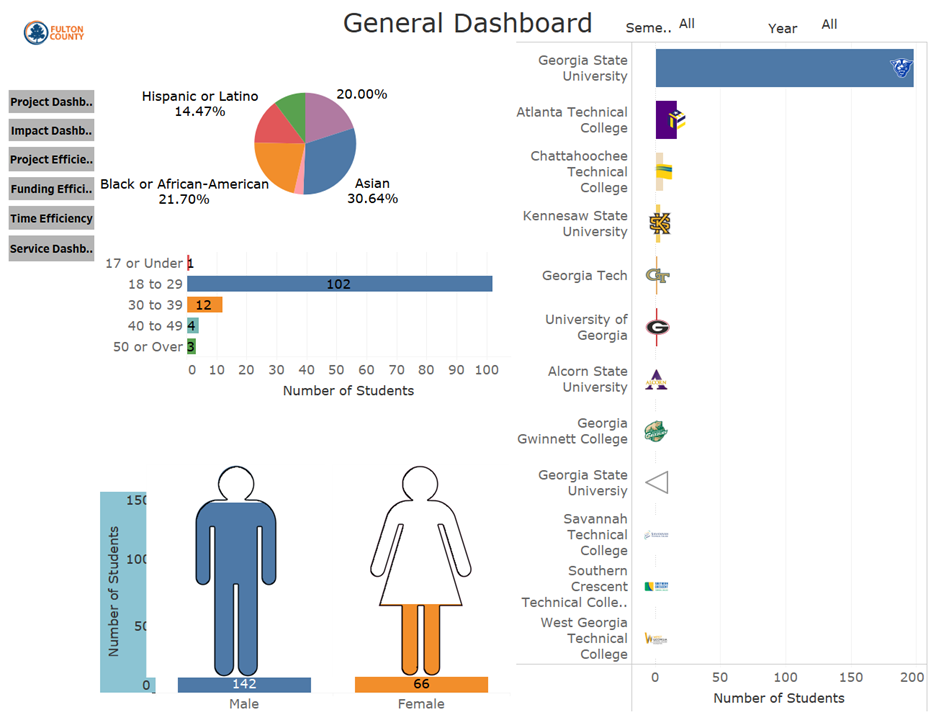 FULTON
COUNTY
General Dashboard
Seme.. All
Year All
Project Dashb..
Impact Dashb..
Project Efficie..
Funding Effici..
Time Efficiency
Service Dashb..
20.00%
Hispanic or Latino
14.47%
Black or African-American
21.70%
Asian
30.64%
17 or Under 1
18 to 29 102
30 to 39 12
40 to 49 4
50 or Over 3
0 10 20 30 40 50 60 70 80 90 100
Number of Students
Number of Students
150
100
50
0
142
66
Male
Female
Georgia State
University
Atlanta Technical
College
Chattahoochee
Technical
College
Kennesaw State
University
KS
Georgia Tech
GT
University of
Georgia
G
Alcorn State
University
A
ALCORN
Georgia
Gwinnett College
Georgia State
Universiy
Savannah
Technical
College
Southern
Crescent
Technical Colle..
West Georgia
Technical
College
0 50 100 150 200
Number of Students